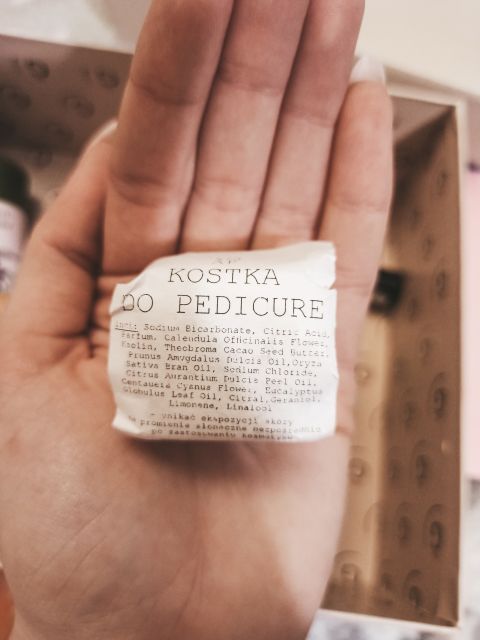 KOSTKA
DO PEDICURE
INCI: Sodium Bicarbonate, Citric Acid,
Parfum, Calendula Officinalis Flower,
Kaolin, Theobroma Cacao Seed Butter,
Prunus Amygdalus Dulcis Oil, Oryza
Sativa Bran Oil, Sodium Chloride,
Citrus Aurantium Dulcis Peel Oil,
Centaurea Cyanus Flower, Eucalyptus
Globulus Leaf Oil, Citral, Geraniol,
Limonene, Linalool
- unikać ekspozycji skóry
na promienie słoneczne bezpośrednio
po zastosowaniu kosmetyku